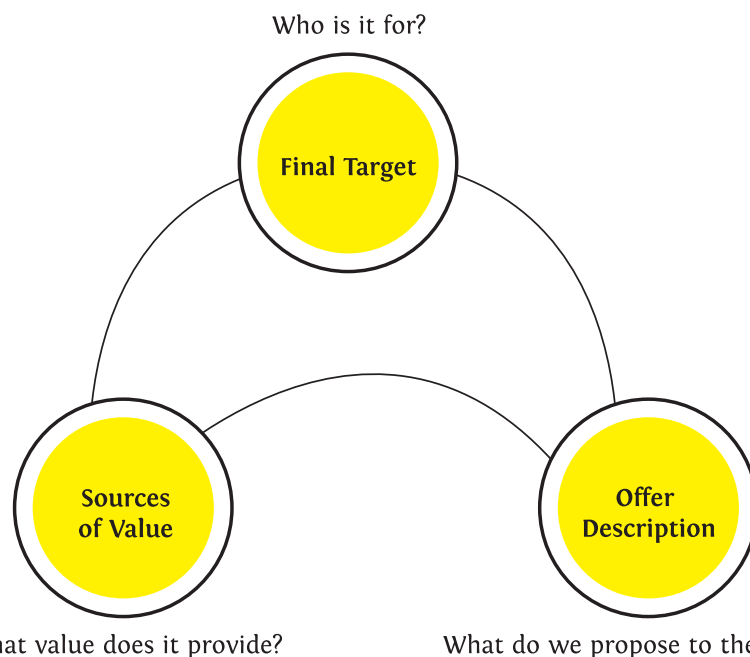 Who is it for?
Final Target
Sources
of Value
Offer
Description
hat value does it provide?
What do we propose to the